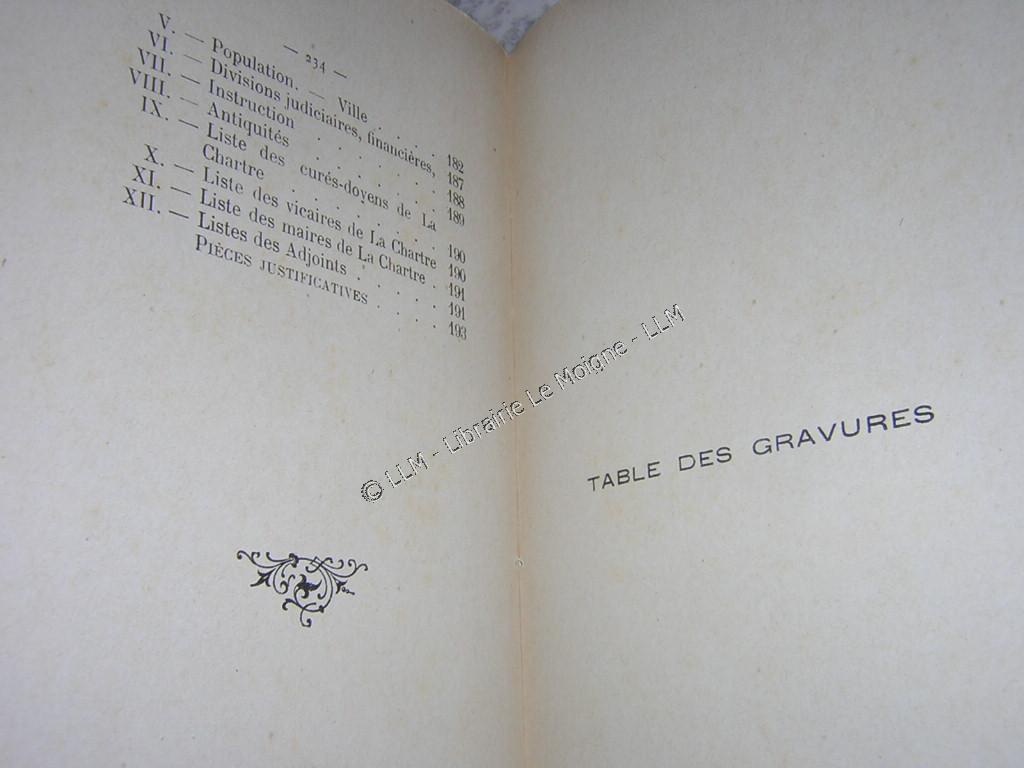 — 234 —
V. — Population. — Ville . . . . 182
VI. — Divisions judiciaires, financières, 187
VII. — Instruction . . . . . . 188
VIII. — Antiquités . . . . . . 189
IX. — Liste des curés-doyens de La
Chartre . . . . . . 190
X. — Liste des vicaires de La Chartre 190
XI. — Liste des maires de La Chartre . 191
XII. — Listes des Adjoints . . . . . 191
PIÈCES JUSTIFICATIVES . . . . 193
TABLE DES GRAVURES
© LLM - Librairie Le Moigne - LLM